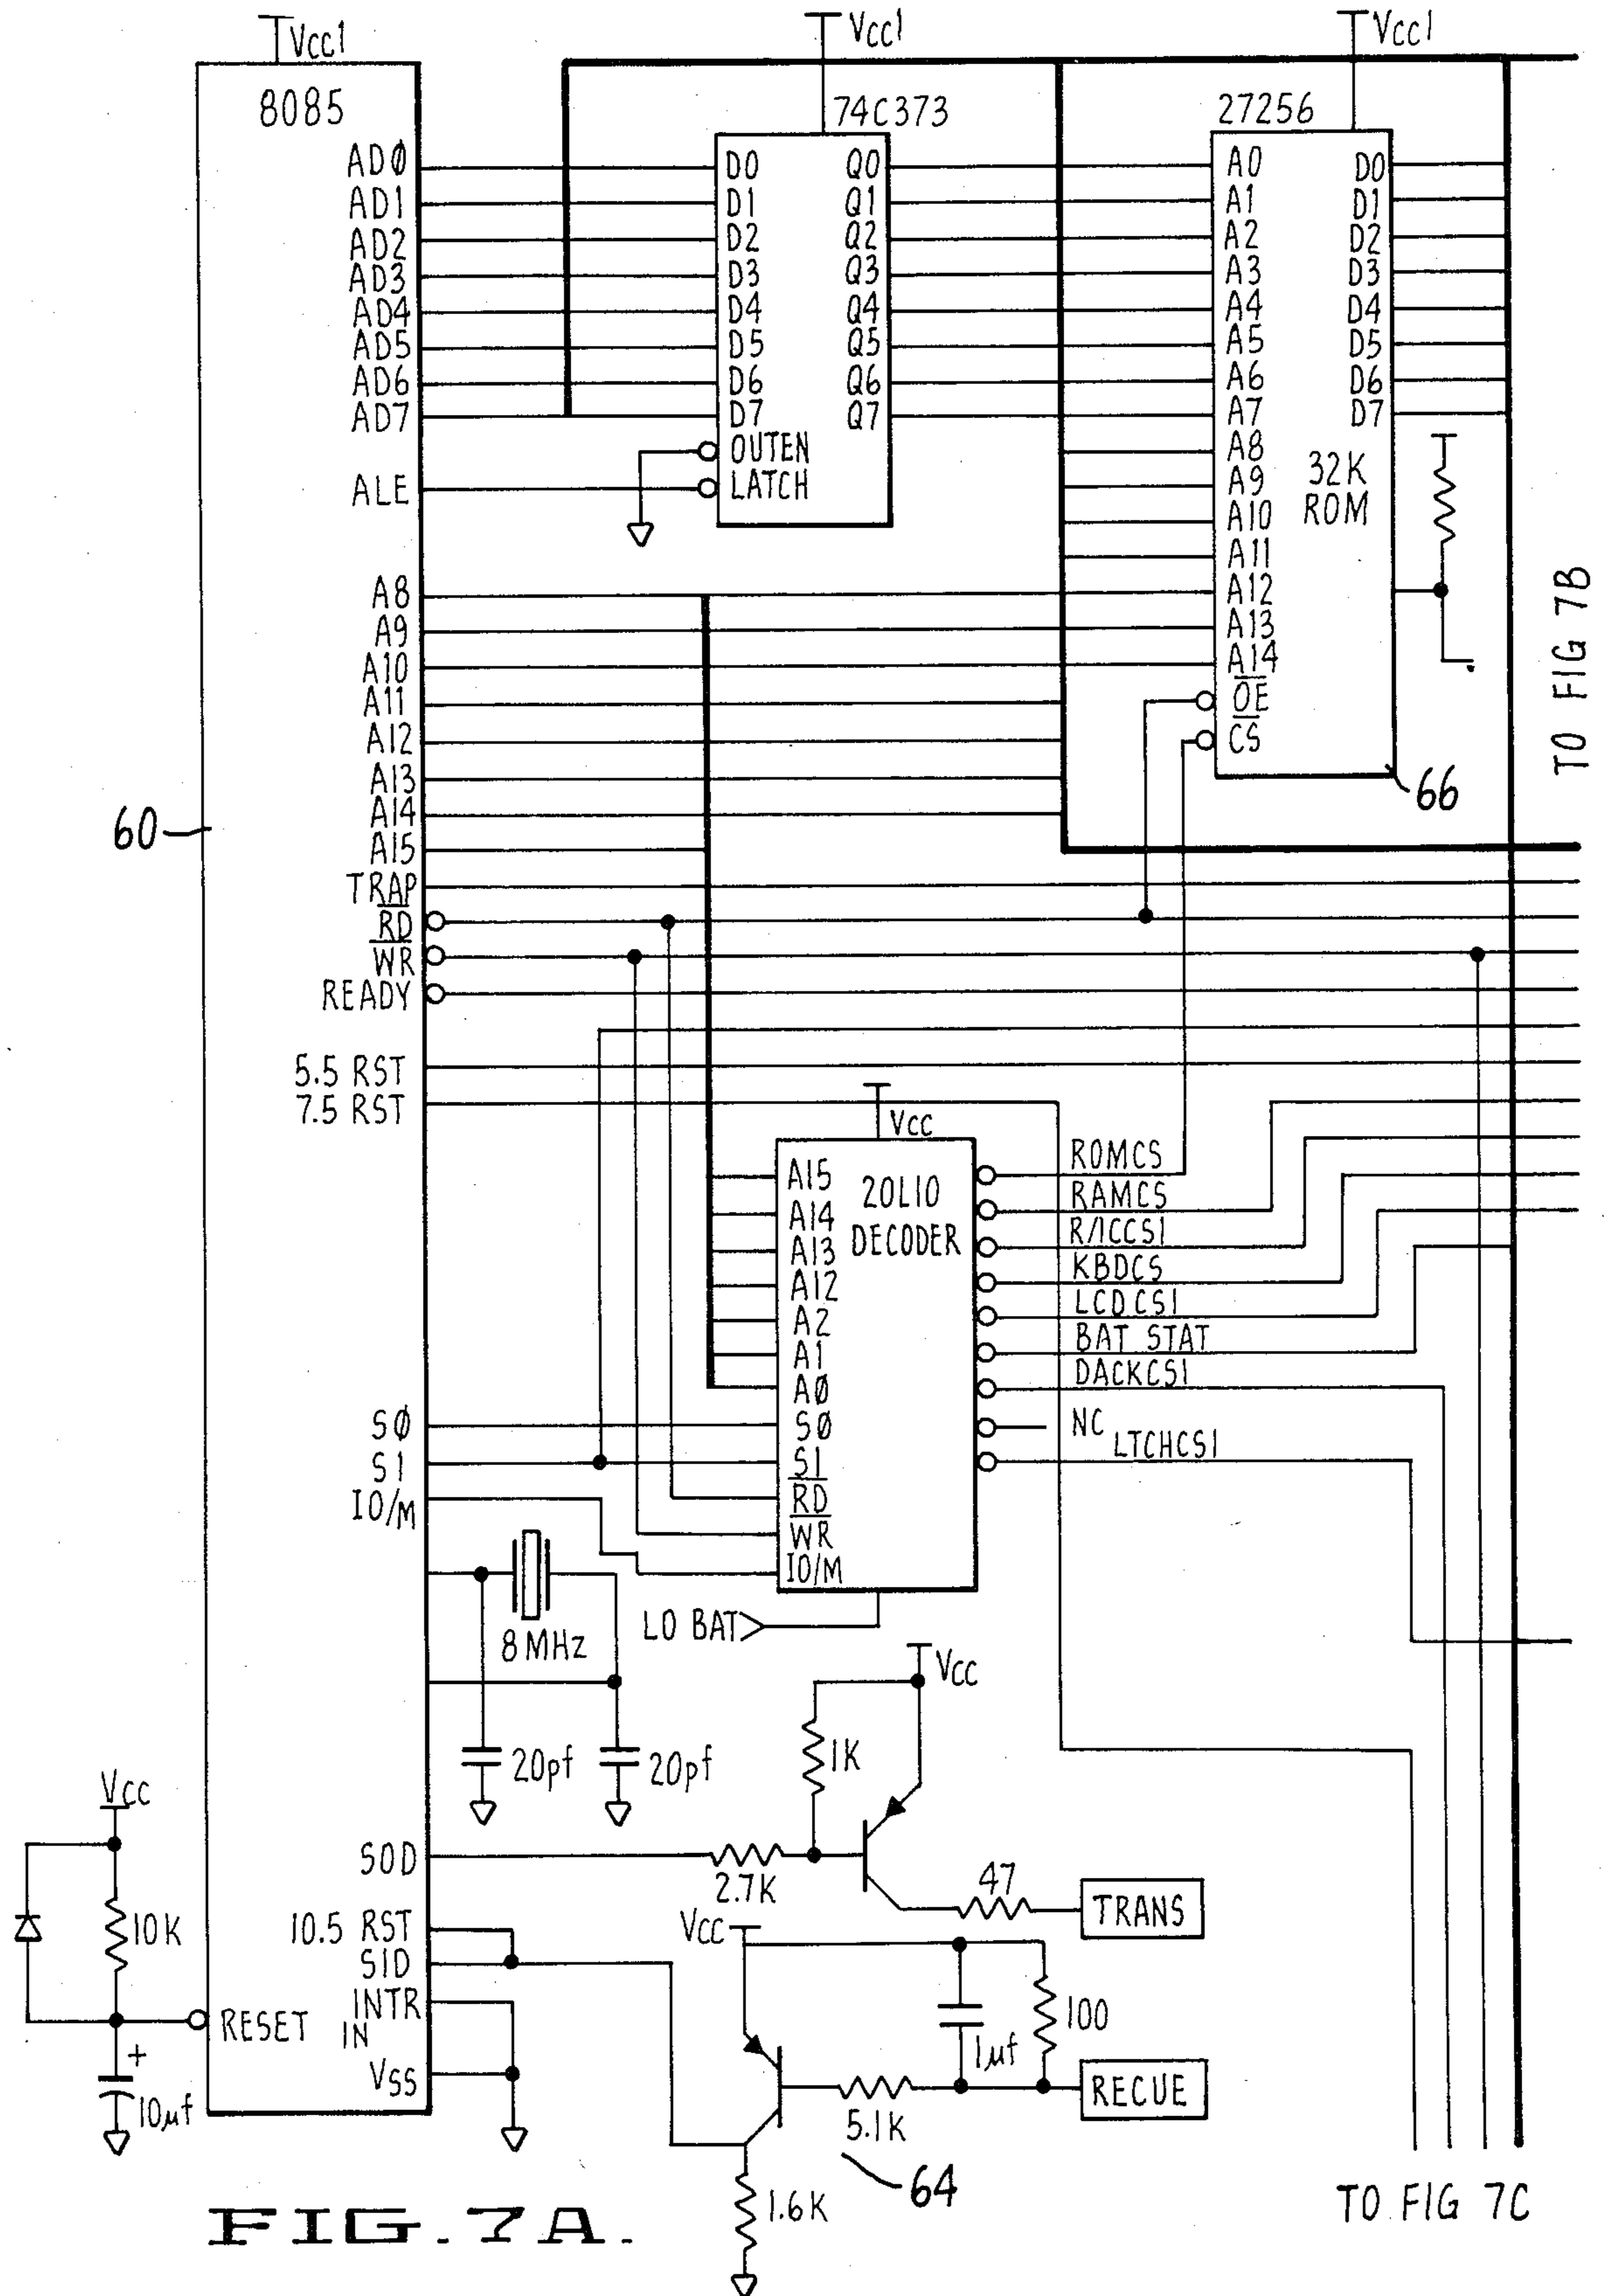 Vcc1
Vcc1
Vcc1
8085
74C373
27256
ADØ
AD1
AD2
AD3
AD4
AD5
AD6
AD7
ALE
A8
A9
A10
A11
A12
A13
A14
A15
TRAP
RD
WR
READY
5.5 RST
7.5 RST
SØ
S1
IO/M
SOD
10.5 RST
SID
INTR
IN
RESET
VSS
60
D0
D1
D2
D3
D4
D5
D6
D7
OUTEN
LATCH
Q0
Q1
Q2
Q3
Q4
Q5
Q6
Q7
A0
A1
A2
A3
A4
A5
A6
A7
A8
A9
A10
A11
A12
A13
A14
OE
CS
D0
D1
D2
D3
D4
D5
D6
D7
32K
ROM
66
TO FIG 7B
Vcc
20L10
DECODER
A15
A14
A13
A12
A2
A1
AØ
SØ
S1
RD
WR
IO/M
ROMCS
RAMCS
R/ICCSI
KBDCS
LCDCSI
BAT STAT
DACKCSI
NC
LTCHCSI
LO BAT
8 MHz
20pf
20pf
Vcc
1K
2.7K
47
TRANS
Vcc
10K
+
10µf
Vcc
1µf
100
5.1K
RECUE
64
1.6K
TO FIG 7C
FIG. 7A.